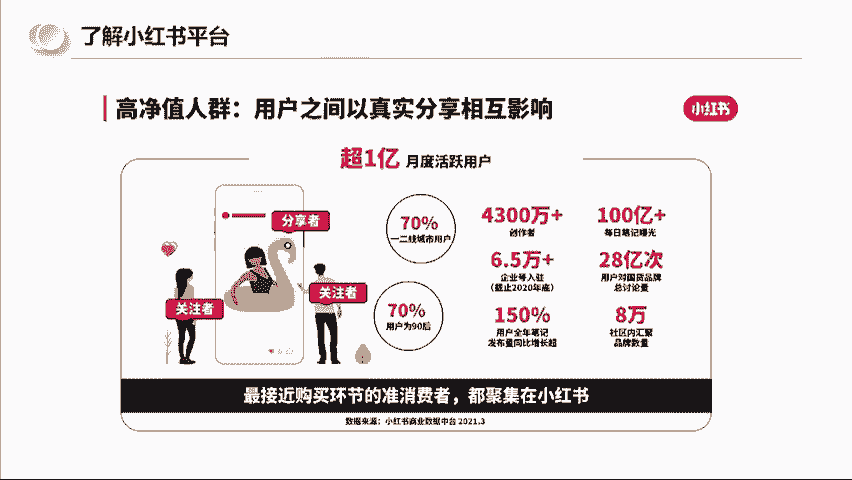 了解小红书平台
高净值人群：用户之间以真实分享相互影响
小红书
超1亿 月度活跃用户
分享者
关注者
关注者
70%
一二线城市用户
70%
用户为90后
4300万+
创作者
100亿+
每日笔记曝光
6.5万+
企业号入驻
（截止2020年底）
28亿次
用户对国货品牌
总讨论量
150%
用户全年笔记
发布量同比增长超
8万
社区内汇聚
品牌数量
最接近购买环节的准消费者，都聚集在小红书
数据来源：小红书商业数据中台 2021.3